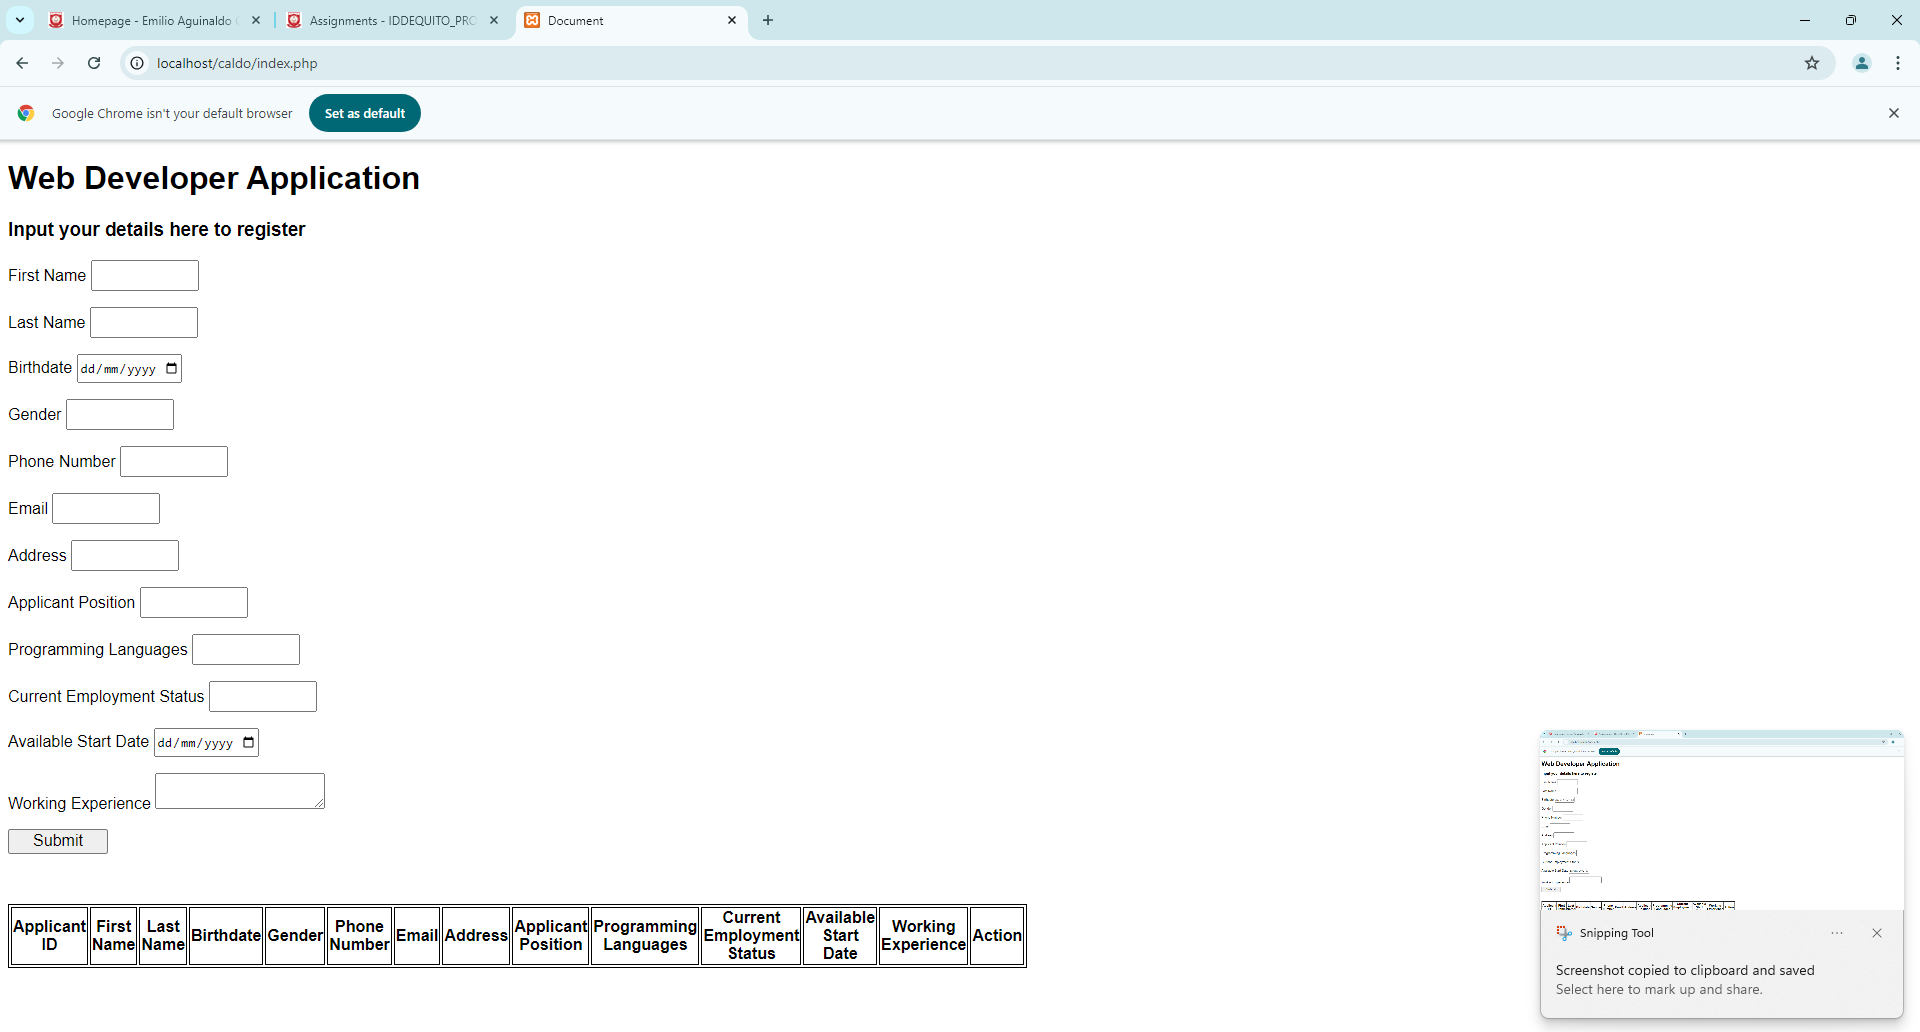 Homepage - Emilio Aguinaldo
Assignments - IDDEQUITO_PRO
Document
localhost/caldo/index.php
Google Chrome isn't your default browser
Set as default
Web Developer Application
Input your details here to register
First Name
Last Name
Birthdate dd/mm/yyyy
Gender
Phone Number
Email
Address
Applicant Position
Programming Languages
Current Employment Status
Available Start Date dd/mm/yyyy
Working Experience
Submit
Applicant ID First Name Last Name Birthdate Gender Phone Number Email Address Applicant Position Programming Languages Current Employment Status Available Start Date Working Experience Action
Web Developer Application
Snipping Tool
Screenshot copied to clipboard and saved
Select here to mark up and share.